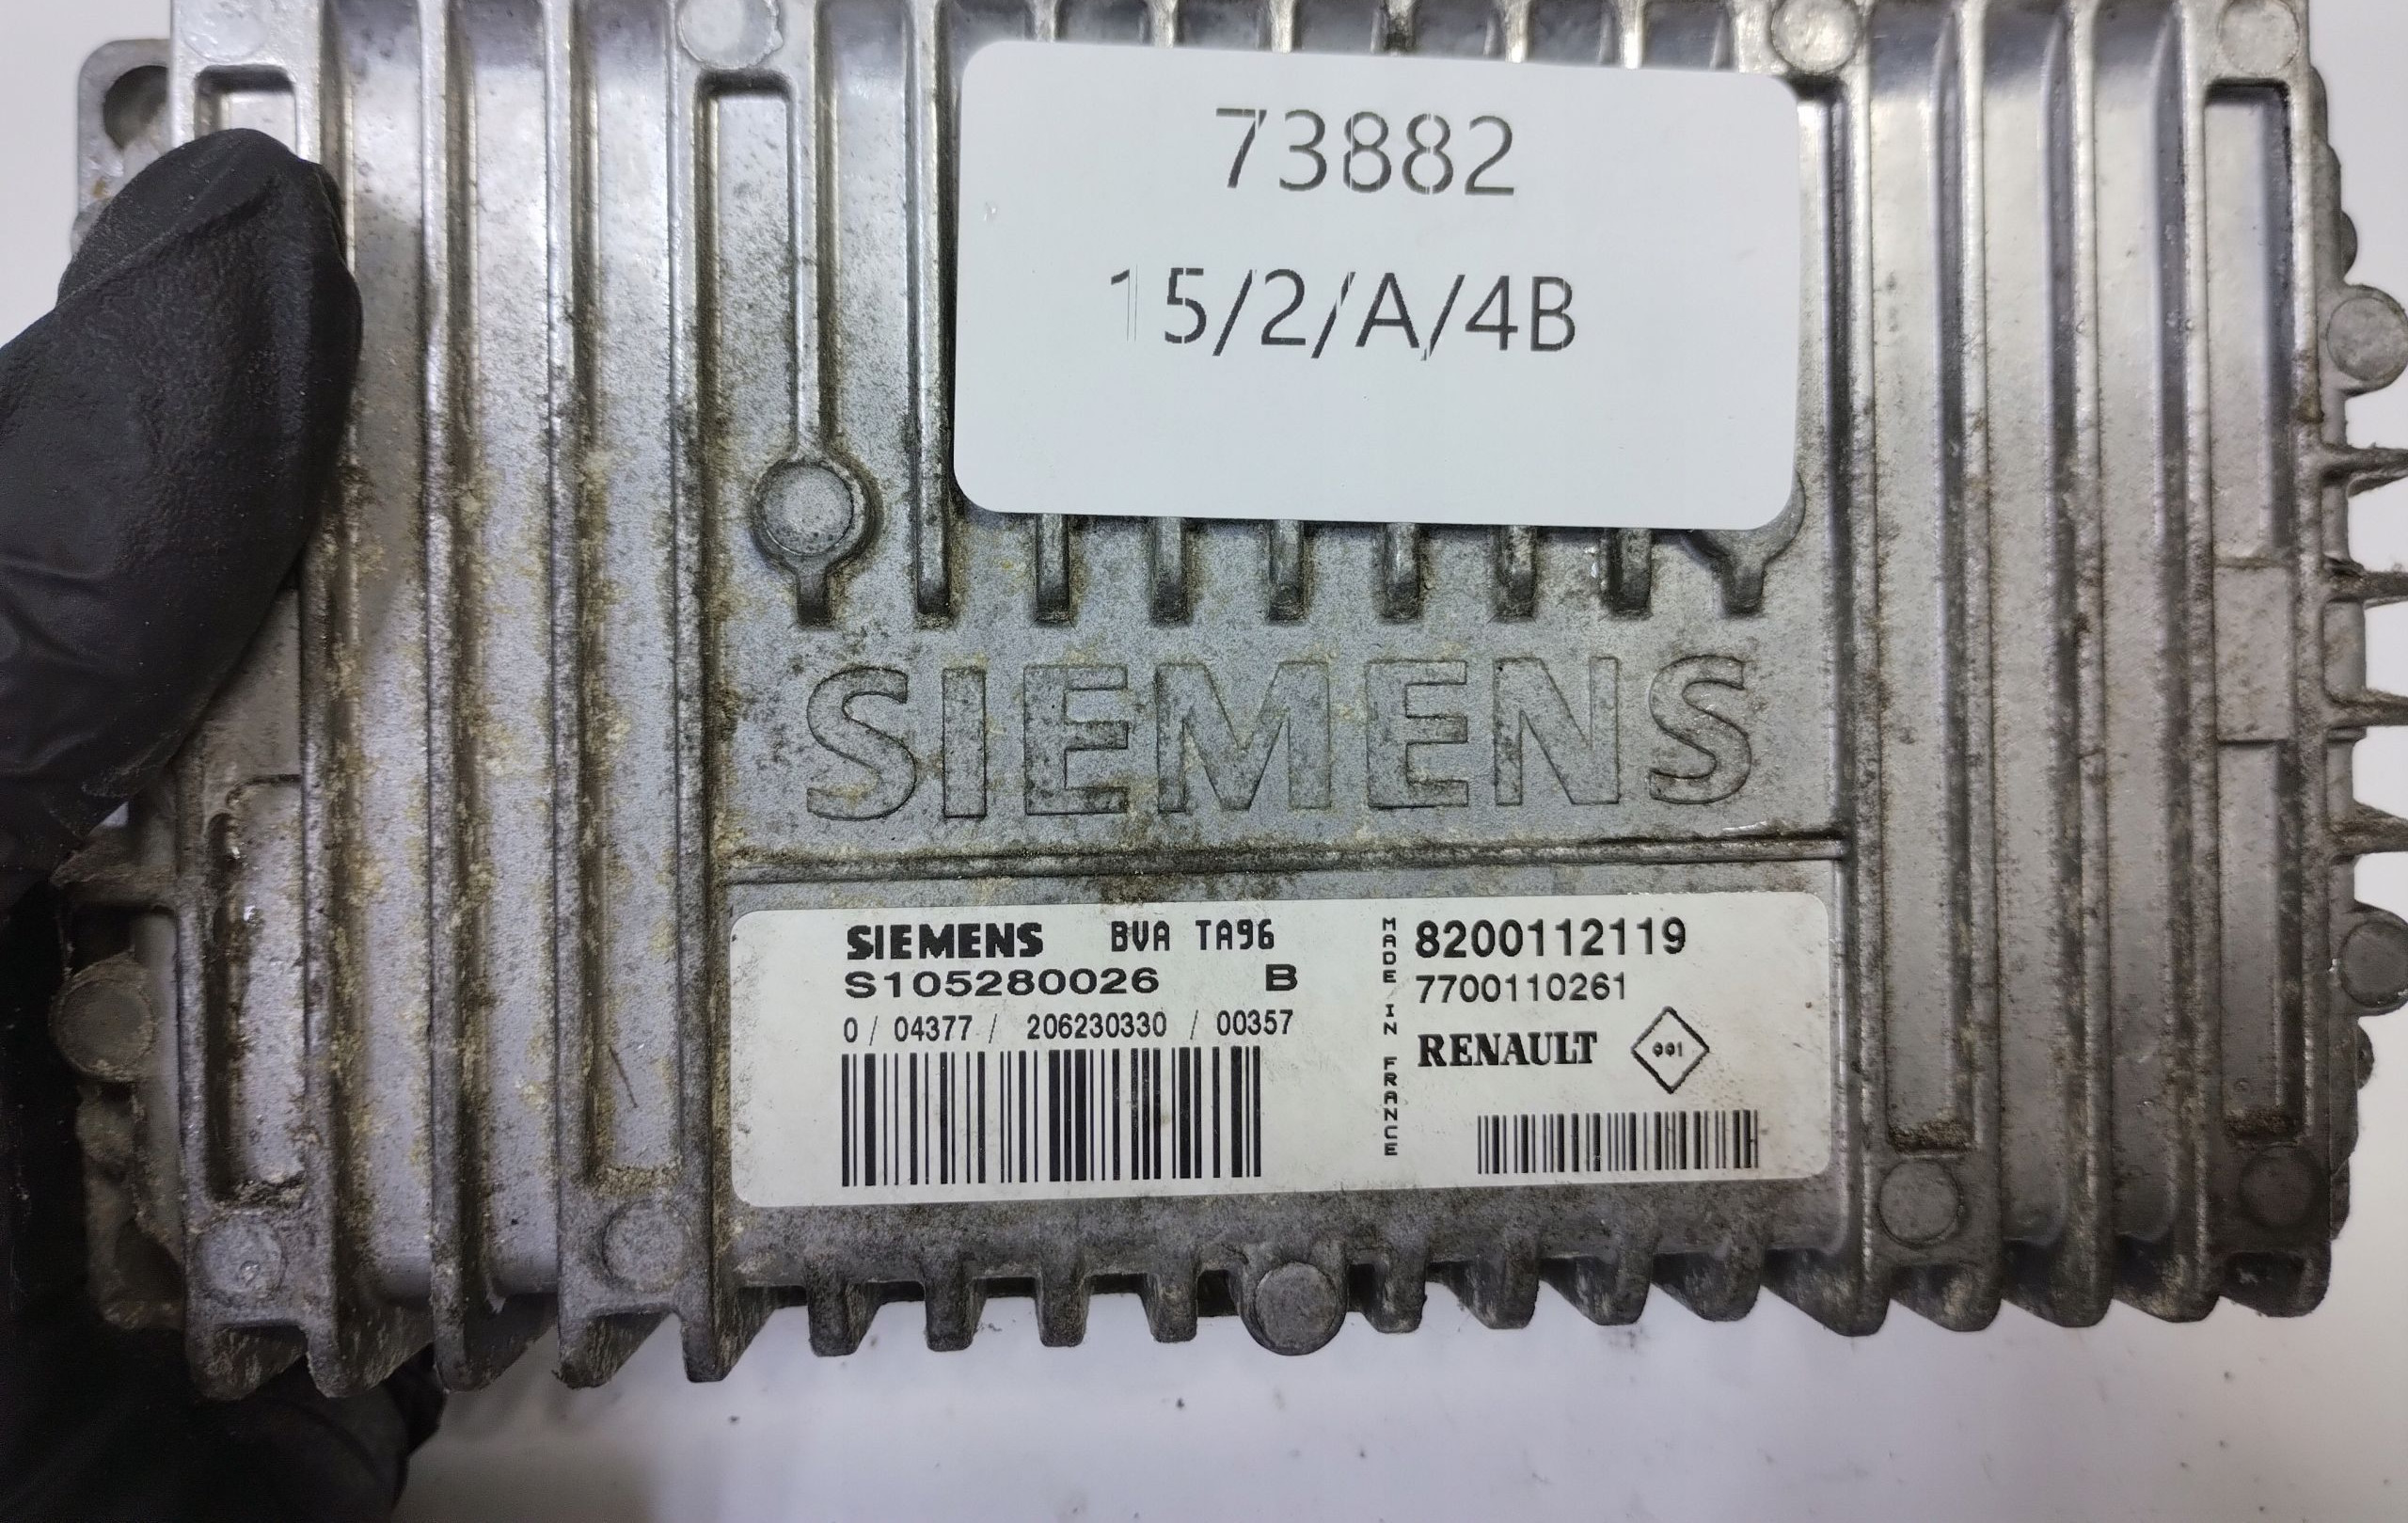 73882
15/2/A/4B
SIEMENS
SIEMENS BVA TA96
S105280026 B
0 / 04377 / 206230330 / 00357
MADE IN FRANCE
8200112119
7700110261
RENAULT 001